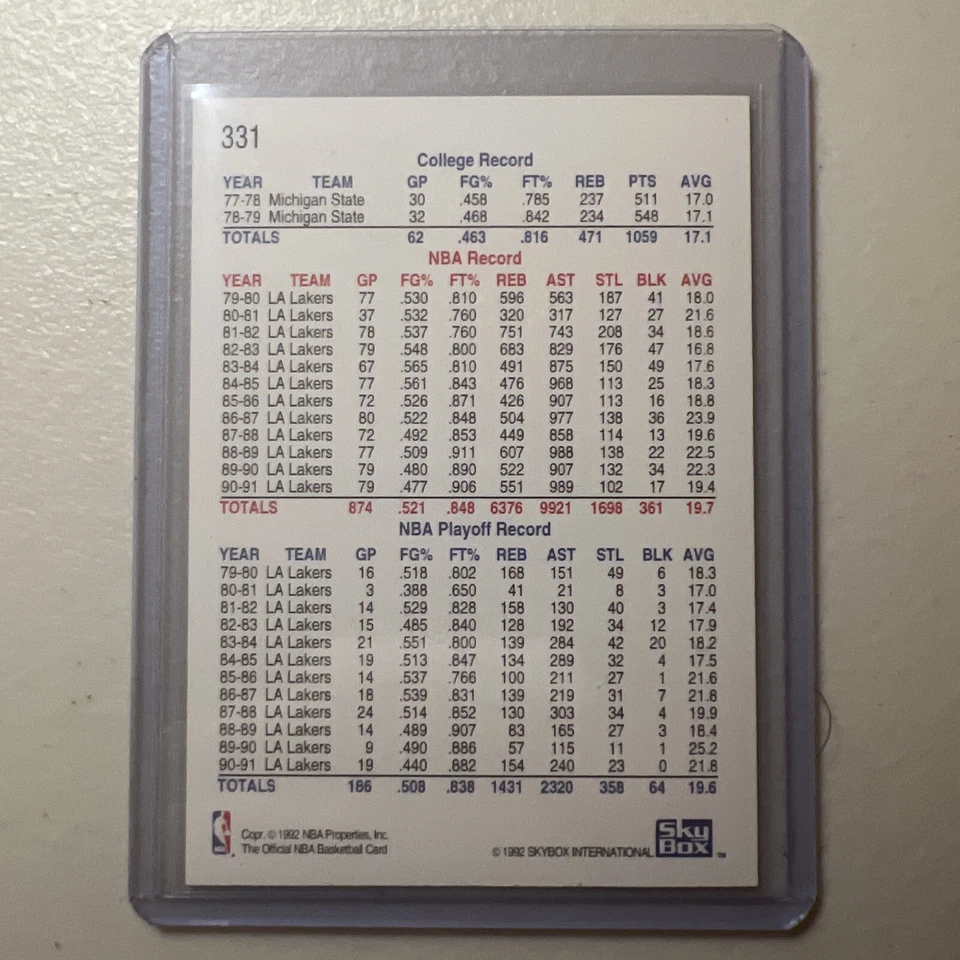 331
College Record
YEAR TEAM GP FG% FT% REB PTS AVG
77-78 Michigan State 30 .458 .785 237 511 17.0
78-79 Michigan State 32 .468 .842 234 548 17.1
TOTALS 62 .463 .816 471 1059 17.1
NBA Record
YEAR TEAM GP FG% FT% REB AST STL BLK AVG
79-80 LA Lakers 77 .530 .810 596 563 187 41 18.0
80-81 LA Lakers 37 .532 .760 320 317 127 27 21.6
81-82 LA Lakers 78 .537 .760 751 743 208 34 18.6
82-83 LA Lakers 79 .548 .800 683 829 176 47 16.8
83-84 LA Lakers 67 .565 .810 491 875 150 49 17.6
84-85 LA Lakers 77 .561 .843 476 968 113 25 18.3
85-86 LA Lakers 72 .526 .871 426 907 113 16 18.8
86-87 LA Lakers 80 .522 .848 504 977 138 36 23.9
87-88 LA Lakers 72 .492 .853 449 858 114 13 19.6
88-89 LA Lakers 77 .509 .911 607 988 138 22 22.5
89-90 LA Lakers 79 .480 .890 522 907 132 34 22.3
90-91 LA Lakers 79 .477 .906 551 989 102 17 19.4
TOTALS 874 .521 .848 6376 9921 1698 361 19.7
NBA Playoff Record
YEAR TEAM GP FG% FT% REB AST STL BLK AVG
79-80 LA Lakers 16 .518 .802 168 151 49 6 18.3
80-81 LA Lakers 3 .388 .650 41 21 8 3 17.0
81-82 LA Lakers 14 .529 .828 158 130 40 3 17.4
82-83 LA Lakers 15 .485 .840 128 192 34 12 17.9
83-84 LA Lakers 21 .551 .800 139 284 42 20 18.2
84-85 LA Lakers 19 .513 .847 134 289 32 4 17.5
85-86 LA Lakers 14 .537 .766 100 211 27 1 21.6
86-87 LA Lakers 18 .539 .831 139 219 31 7 21.8
87-88 LA Lakers 24 .514 .852 130 303 34 4 19.9
88-89 LA Lakers 14 .489 .907 83 165 27 3 18.4
89-90 LA Lakers 9 .490 .886 57 115 11 1 25.2
90-91 LA Lakers 19 .440 .882 154 240 23 0 21.8
TOTALS 186 .508 .838 1431 2320 358 64 19.6
Copr. © 1992 NBA Properties, Inc.
The Official NBA Basketball Card
© 1992 SKYBOX INTERNATIONAL
Sky
Box
™